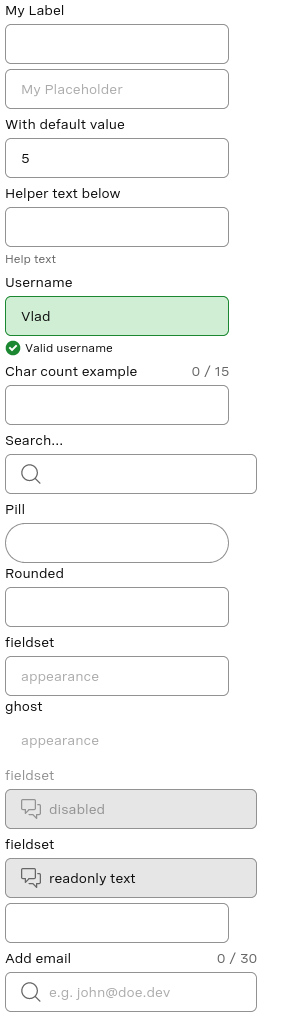 My Label
My Placeholder
With default value
5
Helper text below
Help text
Username
Vlad
Valid username
Char count example 0 / 15
Search...
Pill
Rounded
fieldset
appearance
ghost
appearance
fieldset
disabled
fieldset
readonly text
Add email 0 / 30
e.g. john@doe.dev